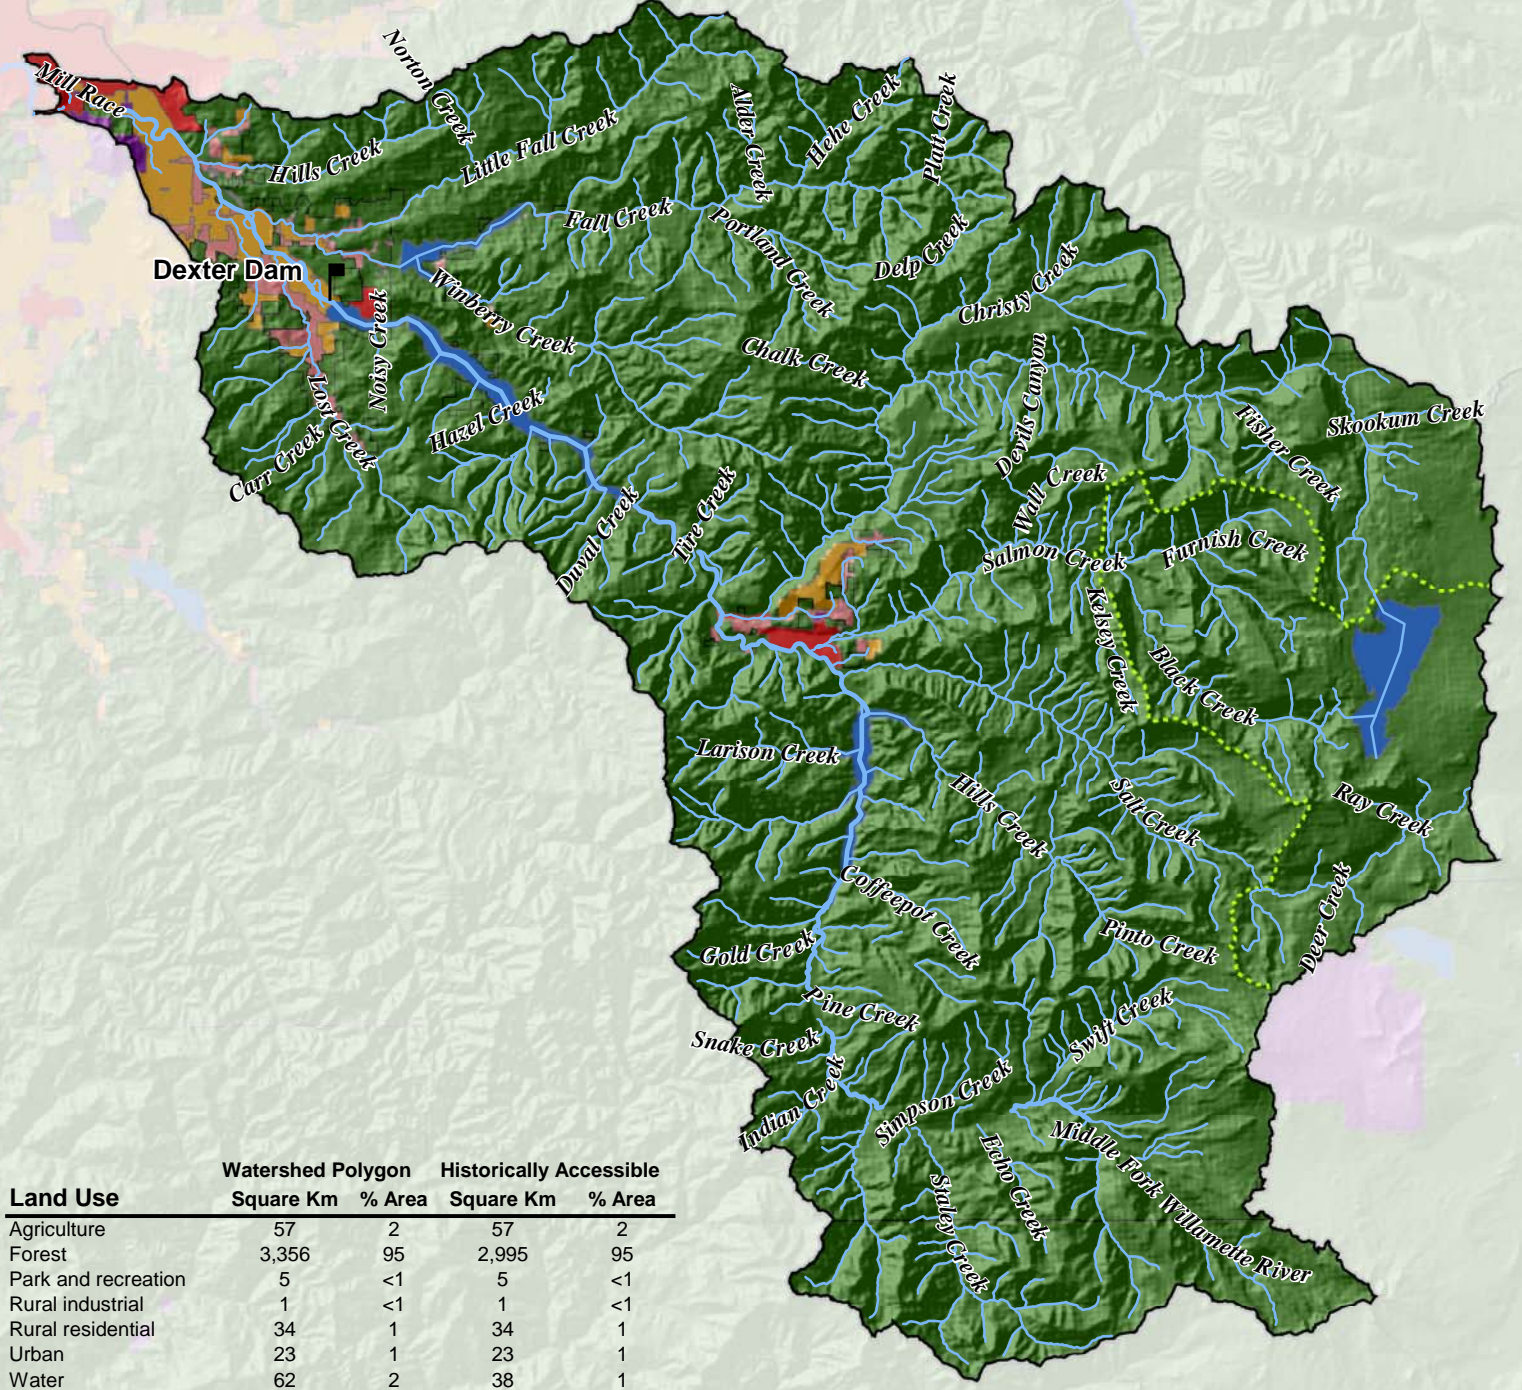 Mill Race
Norton Creek
Hills Creek
Little Fall Creek
Alder Creek
Hehe Creek
Platt Creek
Fall Creek
Portland Creek
Delp Creek
Dexter Dam
Winberry Creek
Christy Creek
Noisy Creek
Chalk Creek
Devils Canyon
Lost Creek
Hazel Creek
Carr Creek
Fisher Creek
Skookum Creek
Wall Creek
Duval Creek
Tire Creek
Salmon Creek
Furnish Creek
Kelsey Creek
Black Creek
Larison Creek
Hills Creek
Salt Creek
Ray Creek
Coffeepot Creek
Gold Creek
Pinto Creek
Deer Creek
Pine Creek
Snake Creek
Swift Creek
Indian Creek
Simpson Creek
Echo Creek
Middle Fork Willamette River
Staley Creek
Watershed Polygon Historically Accessible
Land Use Square Km % Area Square Km % Area
Agriculture 57 2 57 2
Forest 3,356 95 2,995 95
Park and recreation 5 <1 5 <1
Rural industrial 1 <1 1 <1
Rural residential 34 1 34 1
Urban 23 1 23 1
Water 62 2 38 1